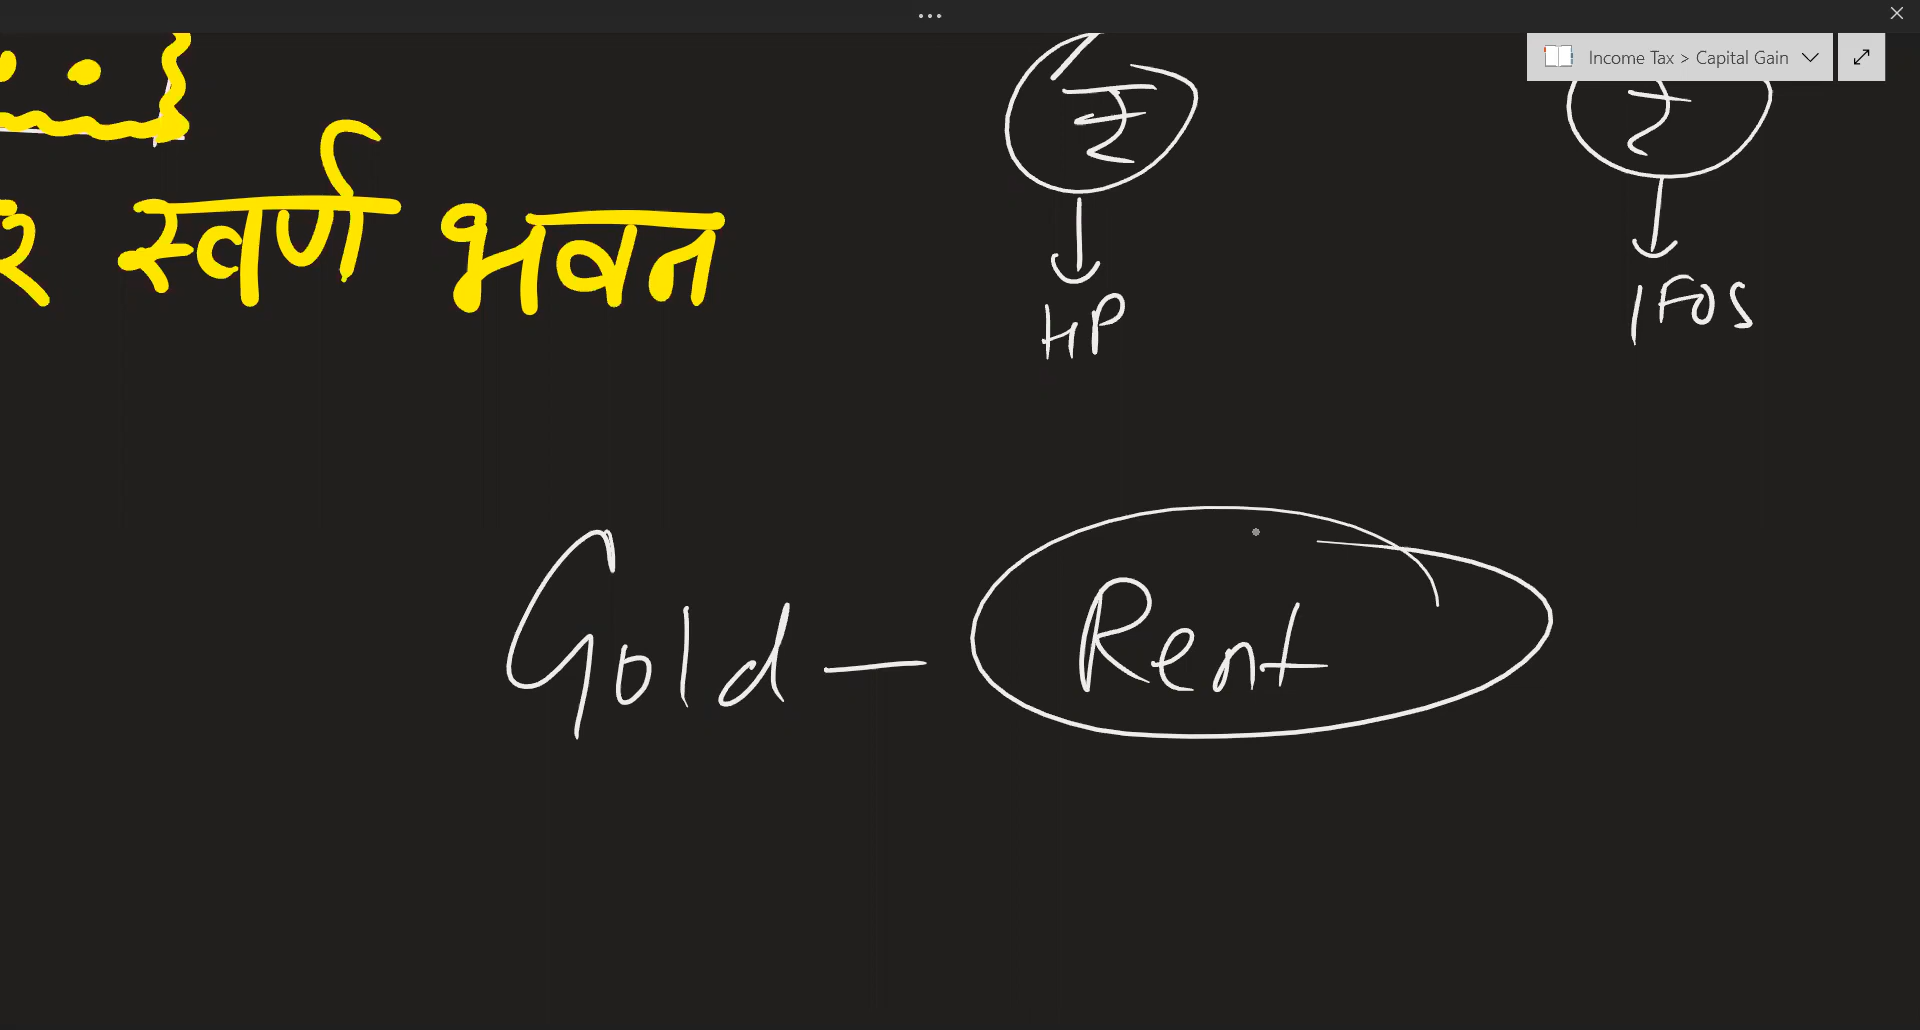 Income Tax > Capital Gain
₹ ₹
स्वर्ण भवन
HP IFOS
Gold — Rent